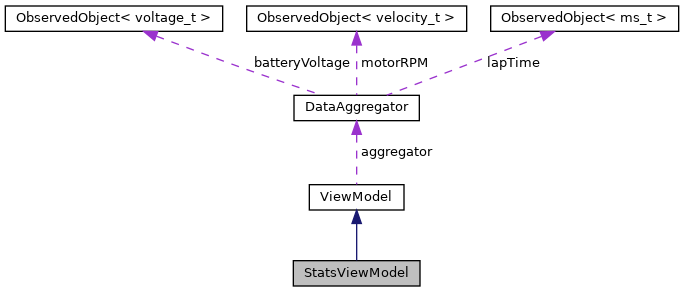 ObservedObject< voltage_t >
ObservedObject< velocity_t >
ObservedObject< ms_t >
batteryVoltage
motorRPM
lapTime
DataAggregator
aggregator
ViewModel
StatsViewModel